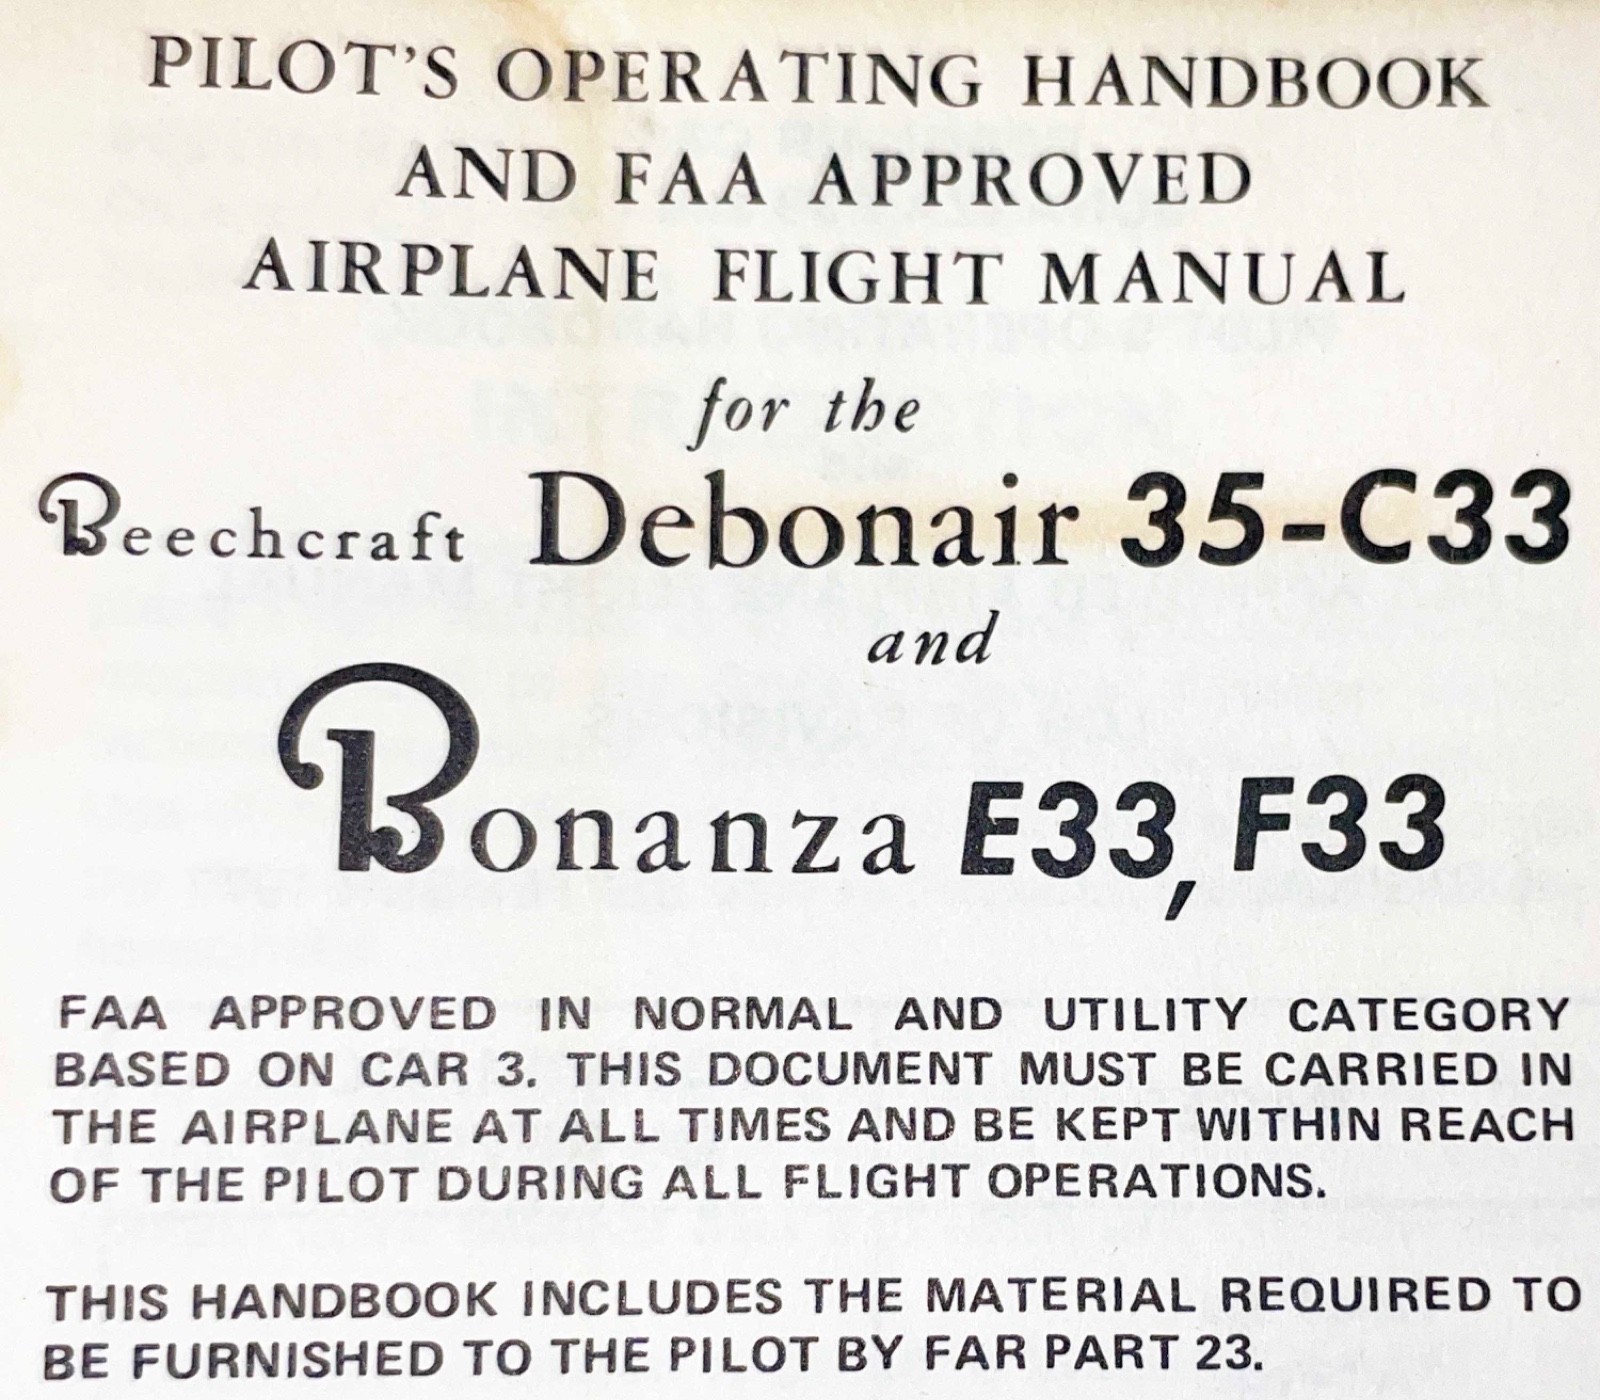 PILOT'S OPERATING HANDBOOK
AND FAA APPROVED
AIRPLANE FLIGHT MANUAL
for the
Beechcraft Debonair 35-C33
and
Bonanza E33, F33
FAA APPROVED IN NORMAL AND UTILITY CATEGORY
BASED ON CAR 3. THIS DOCUMENT MUST BE CARRIED IN
THE AIRPLANE AT ALL TIMES AND BE KEPT WITHIN REACH
OF THE PILOT DURING ALL FLIGHT OPERATIONS.
THIS HANDBOOK INCLUDES THE MATERIAL REQUIRED TO
BE FURNISHED TO THE PILOT BY FAR PART 23.